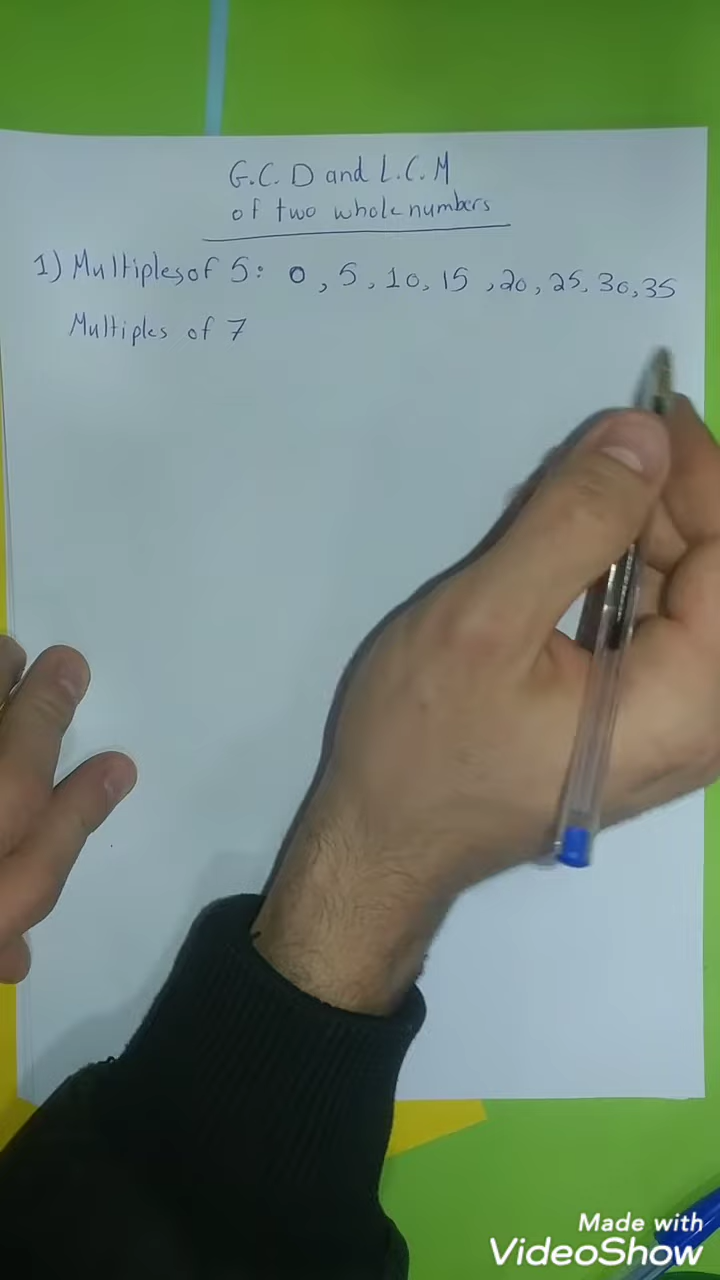 G.C.D and L.C.M
of two whole numbers
1) Multiples of 5: 0, 5, 10, 15, 20, 25, 30, 35
Multiples of 7
Made with
VideoShow